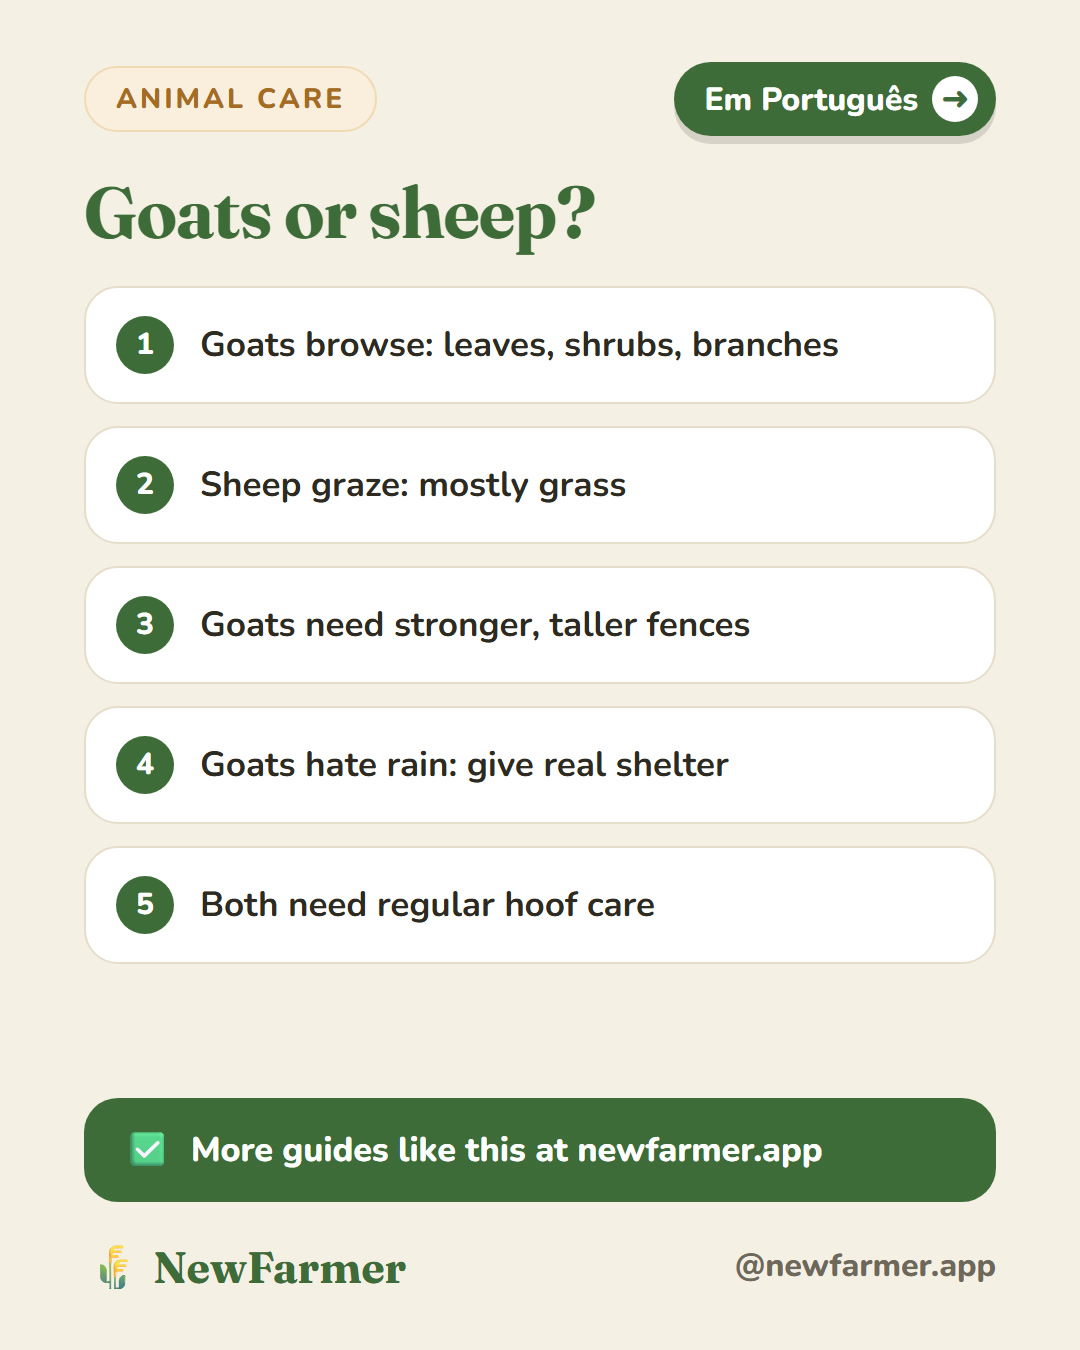 ANIMAL CARE
Em Português
Goats or sheep?
1 Goats browse: leaves, shrubs, branches
2 Sheep graze: mostly grass
3 Goats need stronger, taller fences
4 Goats hate rain: give real shelter
5 Both need regular hoof care
More guides like this at newfarmer.app
NewFarmer
@newfarmer.app